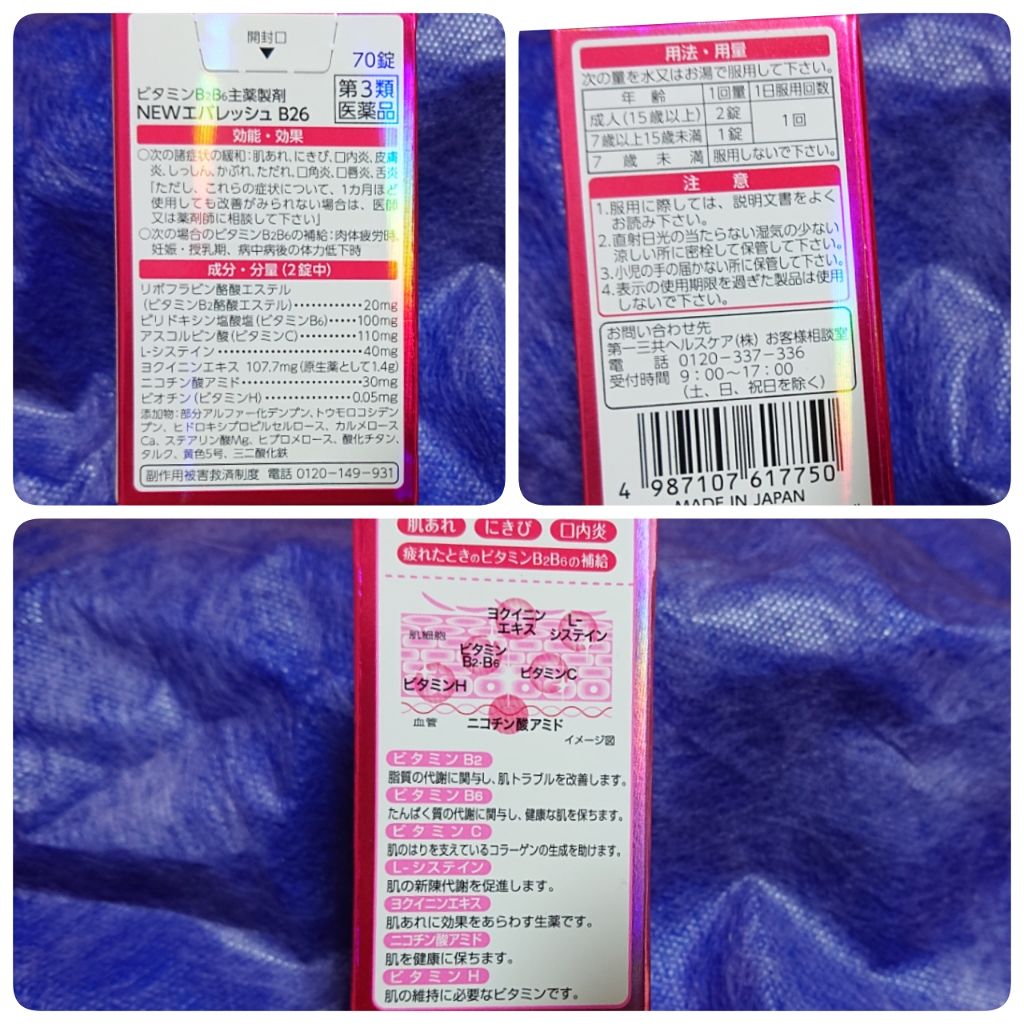 開封口
70錠
ビタミンB2B6主薬製剤
NEWエバレッシュ B26
第3類
医薬品
効能・効果
○次の諸症状の緩和:肌あれ、にきび、口内炎、皮膚
炎、しっしん、かぶれ、ただれ、口角炎、口唇炎、舌炎
「ただし、これらの症状について、1カ月ほど
使用しても改善がみられない場合は、医師
又は薬剤師に相談して下さい」
○次の場合のビタミンB2B6の補給:肉体疲労時、
妊娠・授乳期、病中病後の体力低下時
成分・分量(2錠中)
リボフラビン酪酸エステル
(ビタミンB2酪酸エステル)・・・・・・・・・・・・20mg
ピリドキシン塩酸塩(ビタミンB6)・・・・・100mg
アスコルビン酸(ビタミンC)・・・・・・・・・・110mg
L-システイン・・・・・・・・・・・・・・・・・・・・・・・40mg
ヨクイニンエキス 107.7mg(原生薬として1.4g)
ニコチン酸アミド・・・・・・・・・・・・・・・・・・・30mg
ビオチン(ビタミンH)・・・・・・・・・・・・・・・0.05mg
添加物:部分アルファー化デンプン、トウモロコシデン
プン、ヒドロキシプロピルセルロース、カルメロース
Ca、ステアリン酸Mg、ヒプロメロース、酸化チタン、
タルク、黄色5号、三二酸化鉄
副作用被害救済制度 電話 0120-149-931
用法・用量
次の量を水又はお湯で服用して下さい。
年 齢 1回量 1日服用回数
成人(15歳以上) 2錠 1回
7歳以上15歳未満 1錠
7 歳 未 満 服用しないで下さい。
注 意
1.服用に際しては、説明文書をよく
お読み下さい。
2.直射日光の当たらない湿気の少ない
涼しい所に密栓して保管して下さい。
3.小児の手の届かない所に保管して下さい。
4.表示の使用期限を過ぎた製品は使用
しないで下さい。
お問い合わせ先
第一三共ヘルスケア(株) お客様相談室
電 話 0120-337-336
受付時間 9:00〜17:00
(土、日、祝日を除く)
4 987107 617750
MADE IN JAPAN
肌あれ にきび 口内炎
疲れたときのビタミンB2B6の補給
ヨクイニン
エキス
L-
システイン
肌細胞
ビタミン
B2・B6
ビタミンC
ビタミンH
血管
ニコチン酸アミド
イメージ図
ビタミンB2
脂質の代謝に関与し、肌トラブルを改善します。
ビタミンB6
たんぱく質の代謝に関与し、健康な肌を保ちます。
ビタミンC
肌のはりを支えているコラーゲンの生成を助けます。
L-システイン
肌の新陳代謝を促進します。
ヨクイニンエキス
肌あれに効果をあらわす生薬です。
ニコチン酸アミド
肌を健康に保ちます。
ビタミンH
肌の維持に必要なビタミンです。